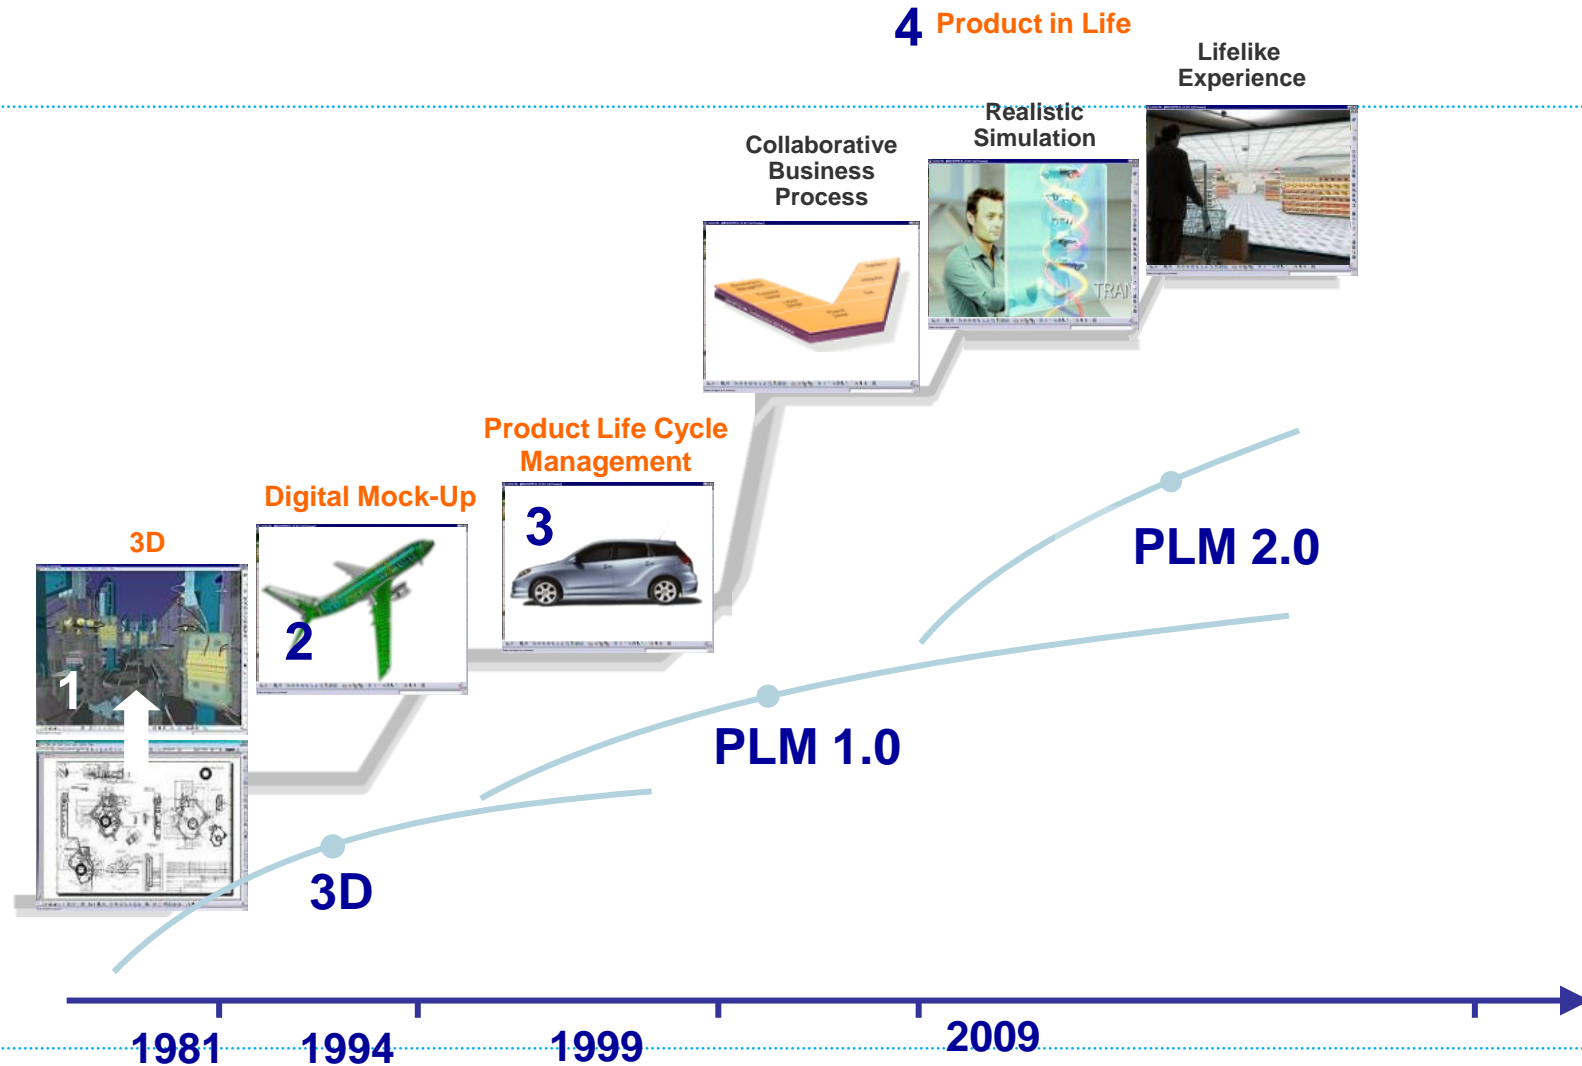 4 Product in Life
Lifelike
Experience
Realistic
Simulation
Collaborative
Business
Process
Product Life Cycle
Management
Digital Mock-Up
3D
3
2
1
TRAN
PLM 2.0
PLM 1.0
3D
1981
1994
1999
2009